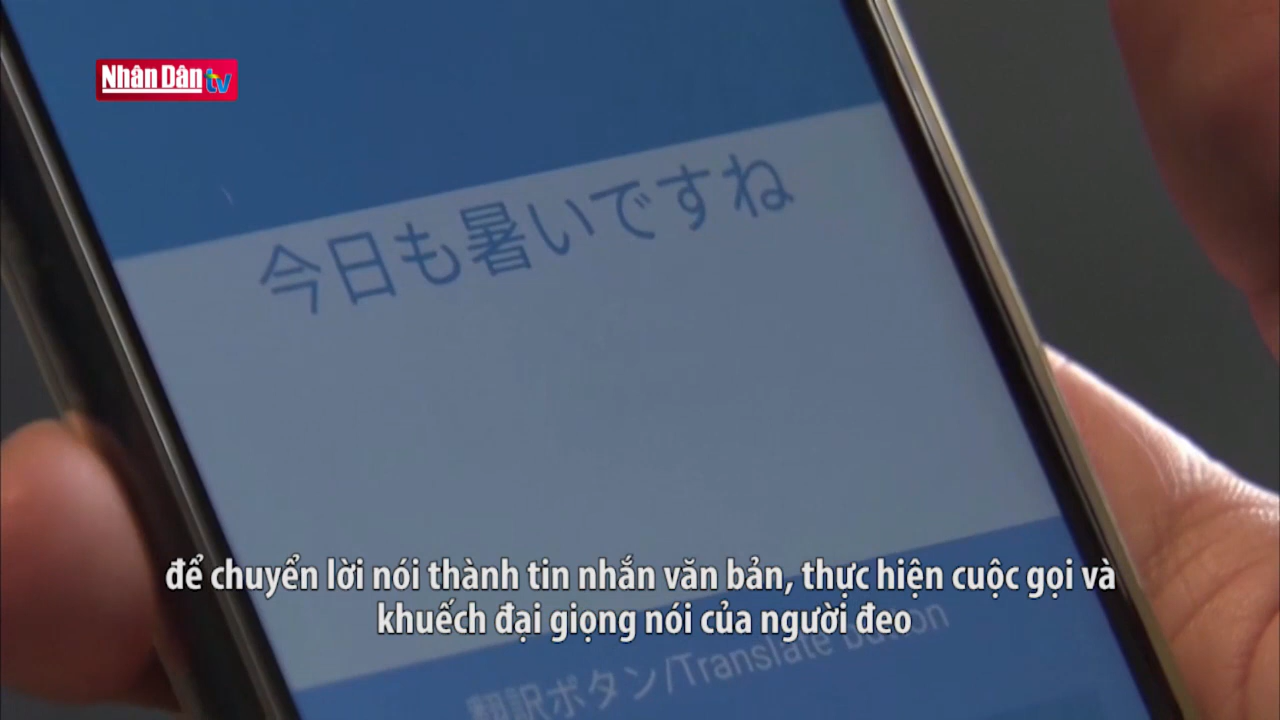 Nhân Dân tv
今日も暑いですね
để chuyển lời nói thành tin nhắn văn bản, thực hiện cuộc gọi và
khuếch đại giọng nói của người đeo
翻訳ボタン/Translate button